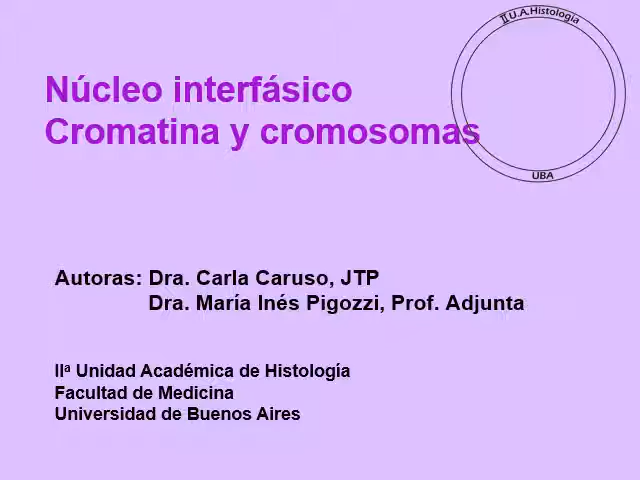 II U.A.Histología
Núcleo interfásico
Cromatina y cromosomas
UBA
Autoras: Dra. Carla Caruso, JTP
Dra. María Inés Pigozzi, Prof. Adjunta
IIª Unidad Académica de Histología
Facultad de Medicina
Universidad de Buenos Aires